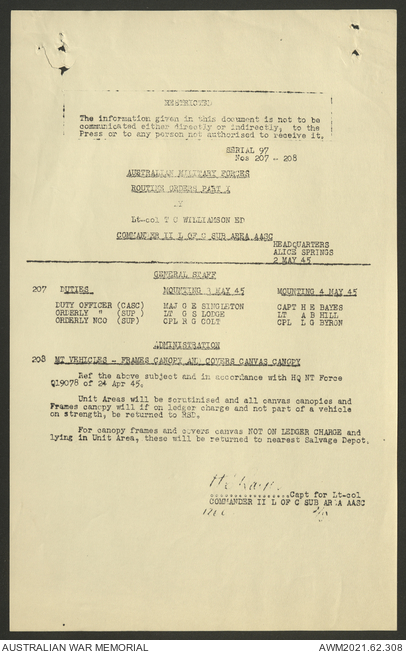 RESTRICTED
The information given in this document is not to be
communicated either directly or indirectly, to the
Press or to any person not authorised to receive it.
SERIAL 97
Nos 207 - 208
AUSTRALIAN MILITARY FORCES
ROUTINE ORDERS PART I
BY
Lt-col T C WILLIAMSON ED
COMMANDER II L OF C SUB AREA AASC
HEADQUARTERS
ALICE SPRINGS
2 MAY 45
GENERAL STAFF
207 DUTIES MOUNTING 3 MAY 45 MOUNTING 4 MAY 45
DUTY OFFICER (CASC) MAJ G E SINGLETON CAPT H E BAYES
ORDERLY " (SUP) LT G S LODGE LT A B HILL
ORDERLY NCO (SUP) CPL R G COLT CPL L G BYRON
ADMINISTRATION
208 MT VEHICLES - FRAMES CANOPY AND COVERS CANVAS CANOPY
Ref the above subject and in accordance with HQ NT Force
Q19078 of 24 Apr 45.
Unit Areas will be scrutinised and all canvas canopies and
Frames canopy will if on ledger charge and not part of a vehicle
on strength, be returned to RSD.
For canopy frames and covers canvas NOT ON LEDGER CHARGE and
lying in Unit Area, these will be returned to nearest Salvage Depot.
Capt for Lt-col
COMMANDER II L OF C SUB AREA AASC
AUSTRALIAN WAR MEMORIAL
AWM2021.62.308